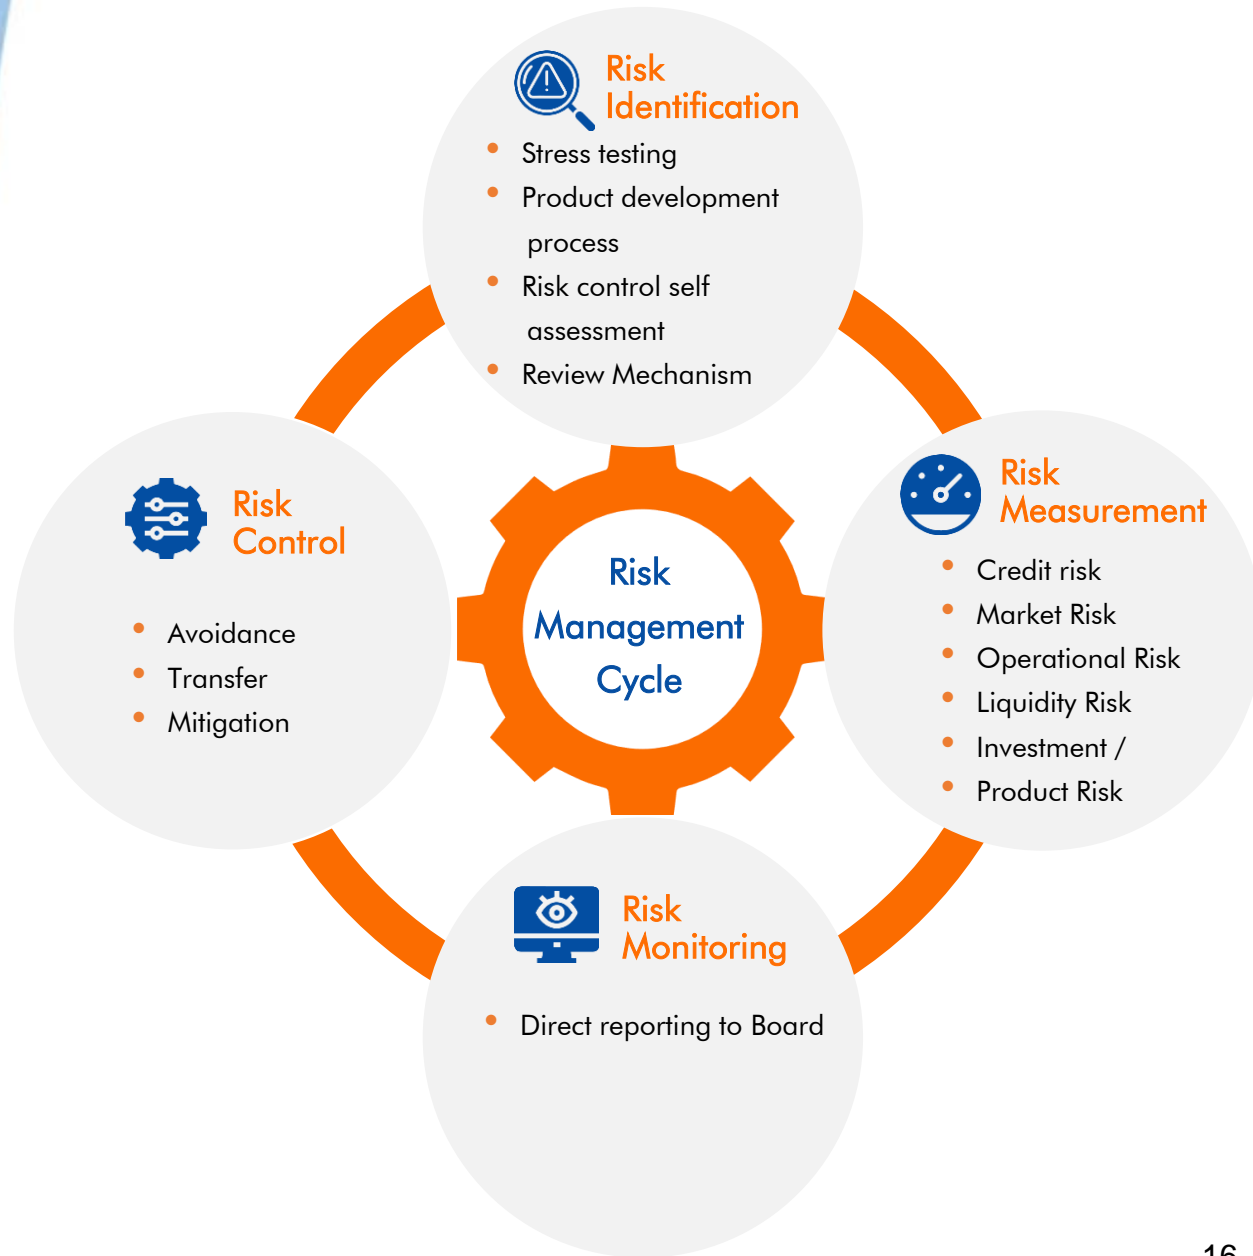 Risk
Identification
• Stress testing
• Product development
process
• Risk control self
assessment
• Review Mechanism
Risk
Control
• Avoidance
• Transfer
• Mitigation
Risk
Management
Cycle
Risk
Measurement
• Credit risk
• Market Risk
• Operational Risk
• Liquidity Risk
• Investment /
• Product Risk
Risk
Monitoring
• Direct reporting to Board
16